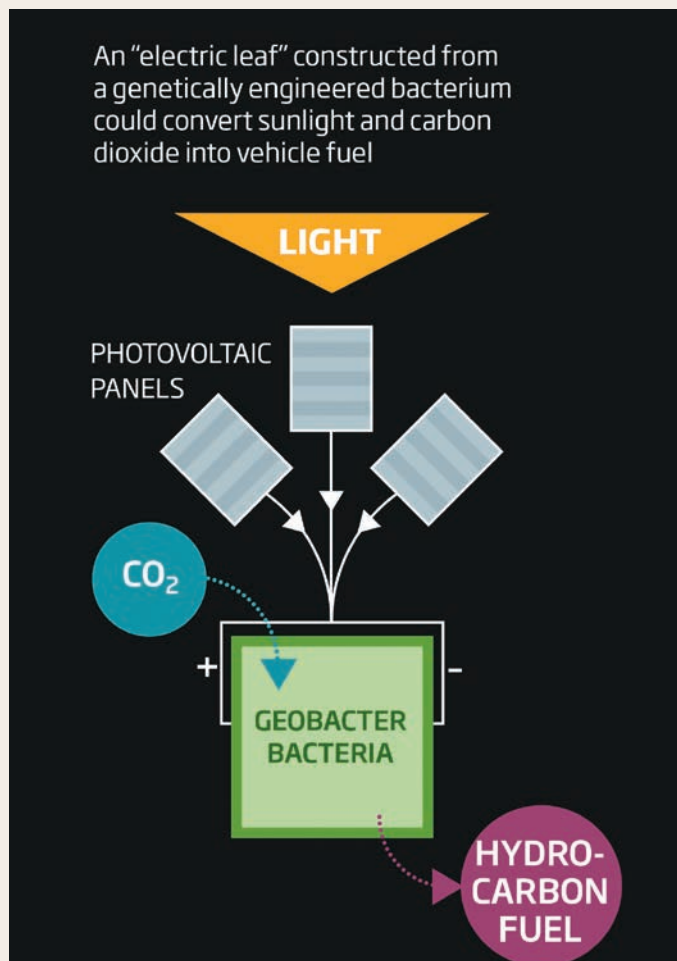 An “electric leaf” constructed from
a genetically engineered bacterium
could convert sunlight and carbon
dioxide into vehicle fuel
LIGHT
PHOTOVOLTAIC
PANELS
CO₂
+
-
GEOBACTER
BACTERIA
HYDRO-
CARBON
FUEL